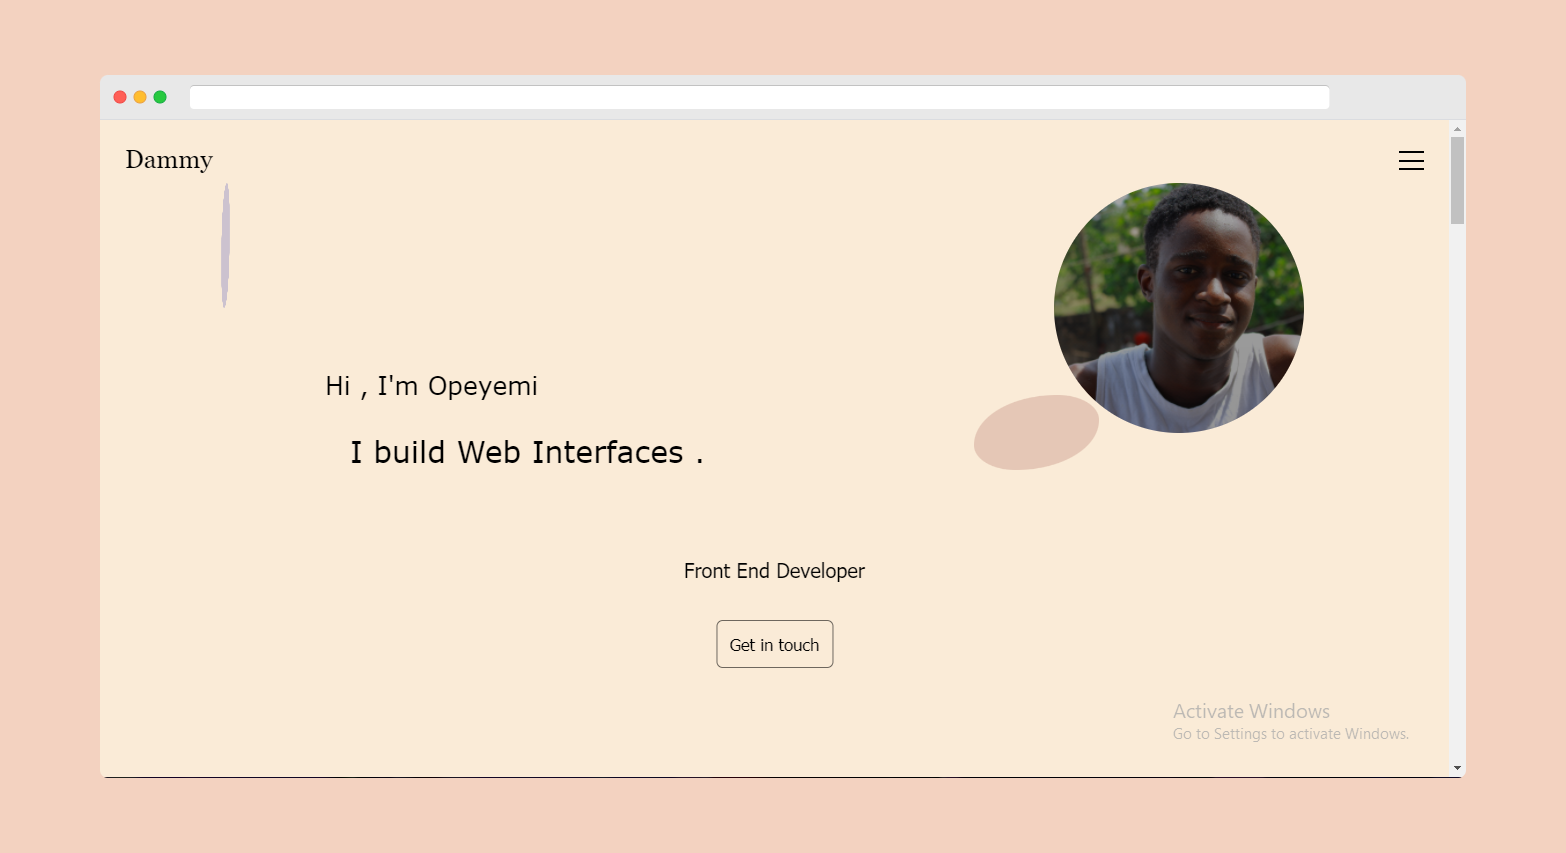 Dammy
Hi , I'm Opeyemi
I build Web Interfaces .
Front End Developer
Get in touch
Activate Windows
Go to Settings to activate Windows.